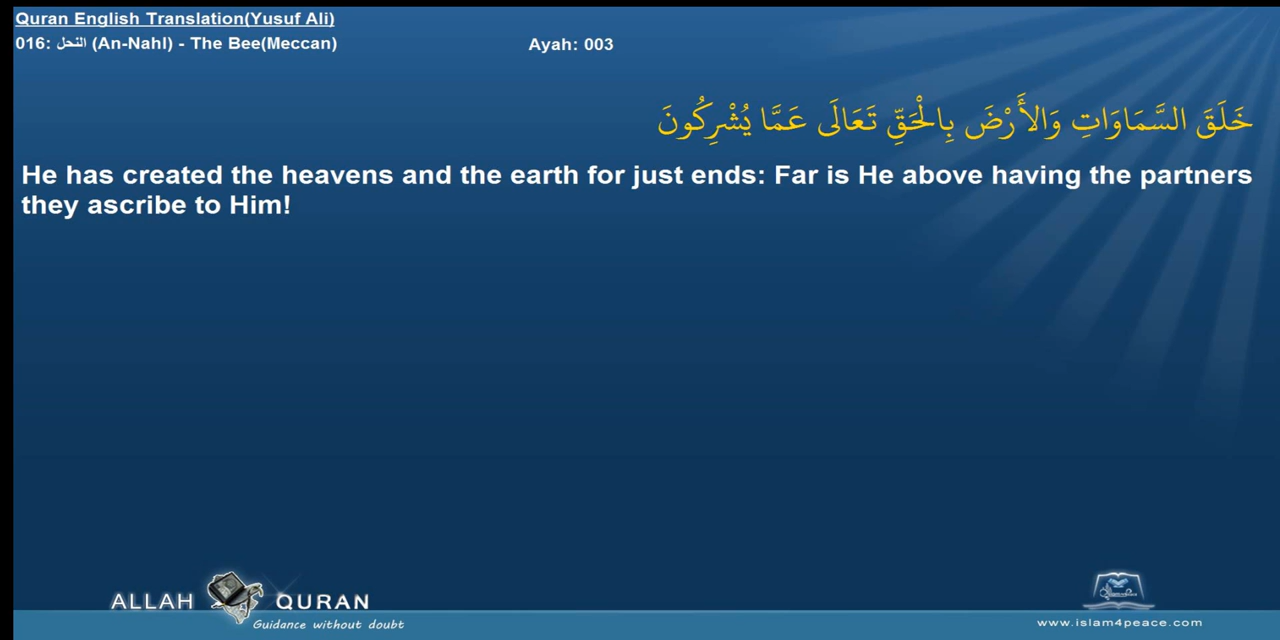 Quran English Translation(Yusuf Ali)
016: النحل (An-Nahl) - The Bee(Meccan) Ayah: 003
خَلَقَ السَّمَاوَاتِ وَالأَرْضَ بِالْحَقِّ تَعَالَى عَمَّا يُشْرِكُونَ
He has created the heavens and the earth for just ends: Far is He above having the partners
they ascribe to Him!
ALLAH QURAN
Guidance without doubt
www.islam4peace.com